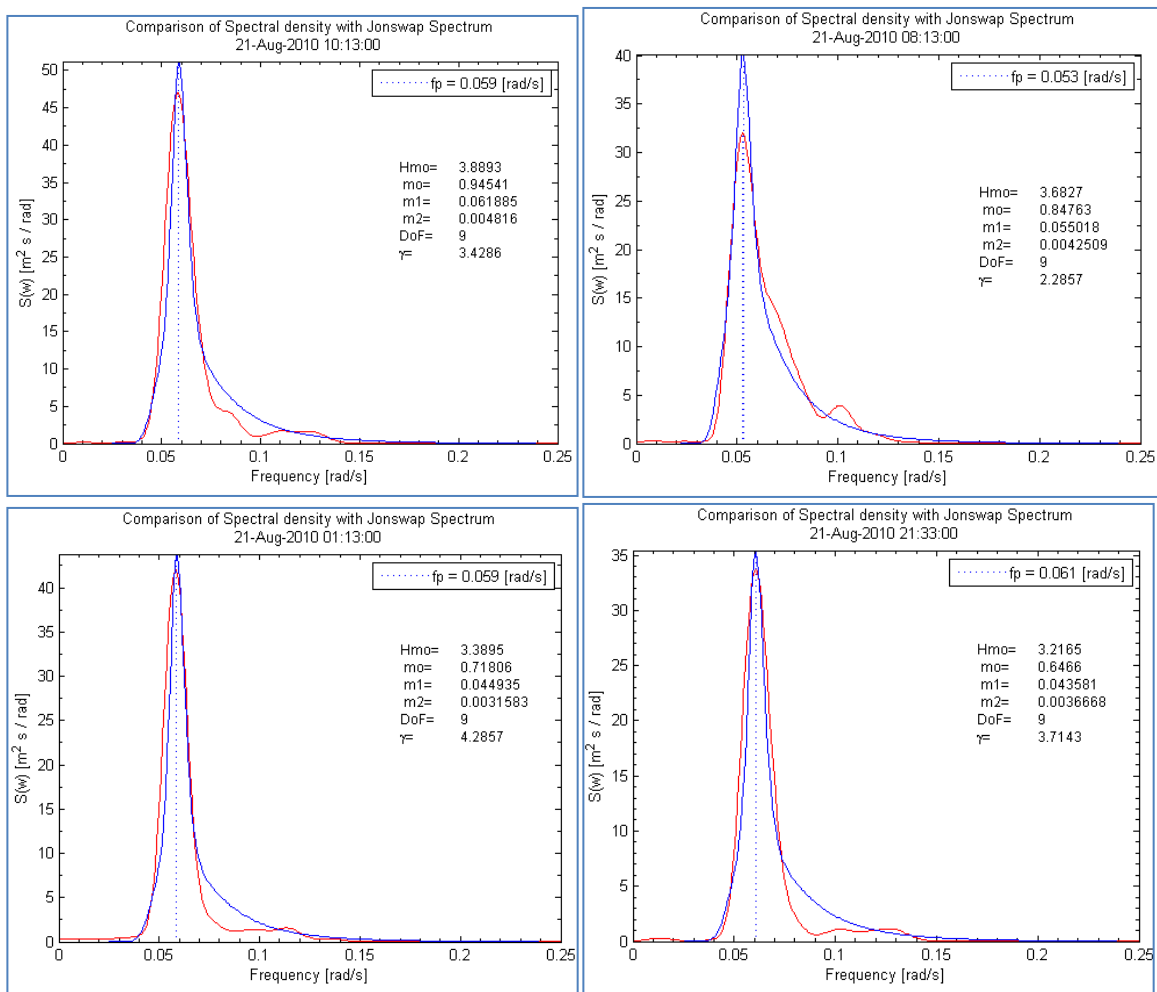 Comparison of Spectral density with Jonswap Spectrum
21-Aug-2010 10:13:00
fp = 0.059 [rad/s]
Hmo= 3.8893
mo= 0.94541
m1= 0.061885
m2= 0.004816
DoF= 9
γ= 3.4286
S(w) [m² s / rad]
50
45
40
35
30
25
20
15
10
5
0
0 0.05 0.1 0.15 0.2 0.25
Frequency [rad/s]
Comparison of Spectral density with Jonswap Spectrum
21-Aug-2010 08:13:00
fp = 0.053 [rad/s]
Hmo= 3.6827
mo= 0.84763
m1= 0.055018
m2= 0.0042509
DoF= 9
γ= 2.2857
S(w) [m² s / rad]
40
35
30
25
20
15
10
5
0
0 0.05 0.1 0.15 0.2 0.25
Frequency [rad/s]
Comparison of Spectral density with Jonswap Spectrum
21-Aug-2010 01:13:00
fp = 0.059 [rad/s]
Hmo= 3.3895
mo= 0.71806
m1= 0.044935
m2= 0.0031583
DoF= 9
γ= 4.2857
S(w) [m² s / rad]
40
35
30
25
20
15
10
5
0
0 0.05 0.1 0.15 0.2 0.25
Frequency [rad/s]
Comparison of Spectral density with Jonswap Spectrum
21-Aug-2010 21:33:00
fp = 0.061 [rad/s]
Hmo= 3.2165
mo= 0.6466
m1= 0.043581
m2= 0.0036668
DoF= 9
γ= 3.7143
S(w) [m² s / rad]
35
30
25
20
15
10
5
0
0 0.05 0.1 0.15 0.2 0.25
Frequency [rad/s]